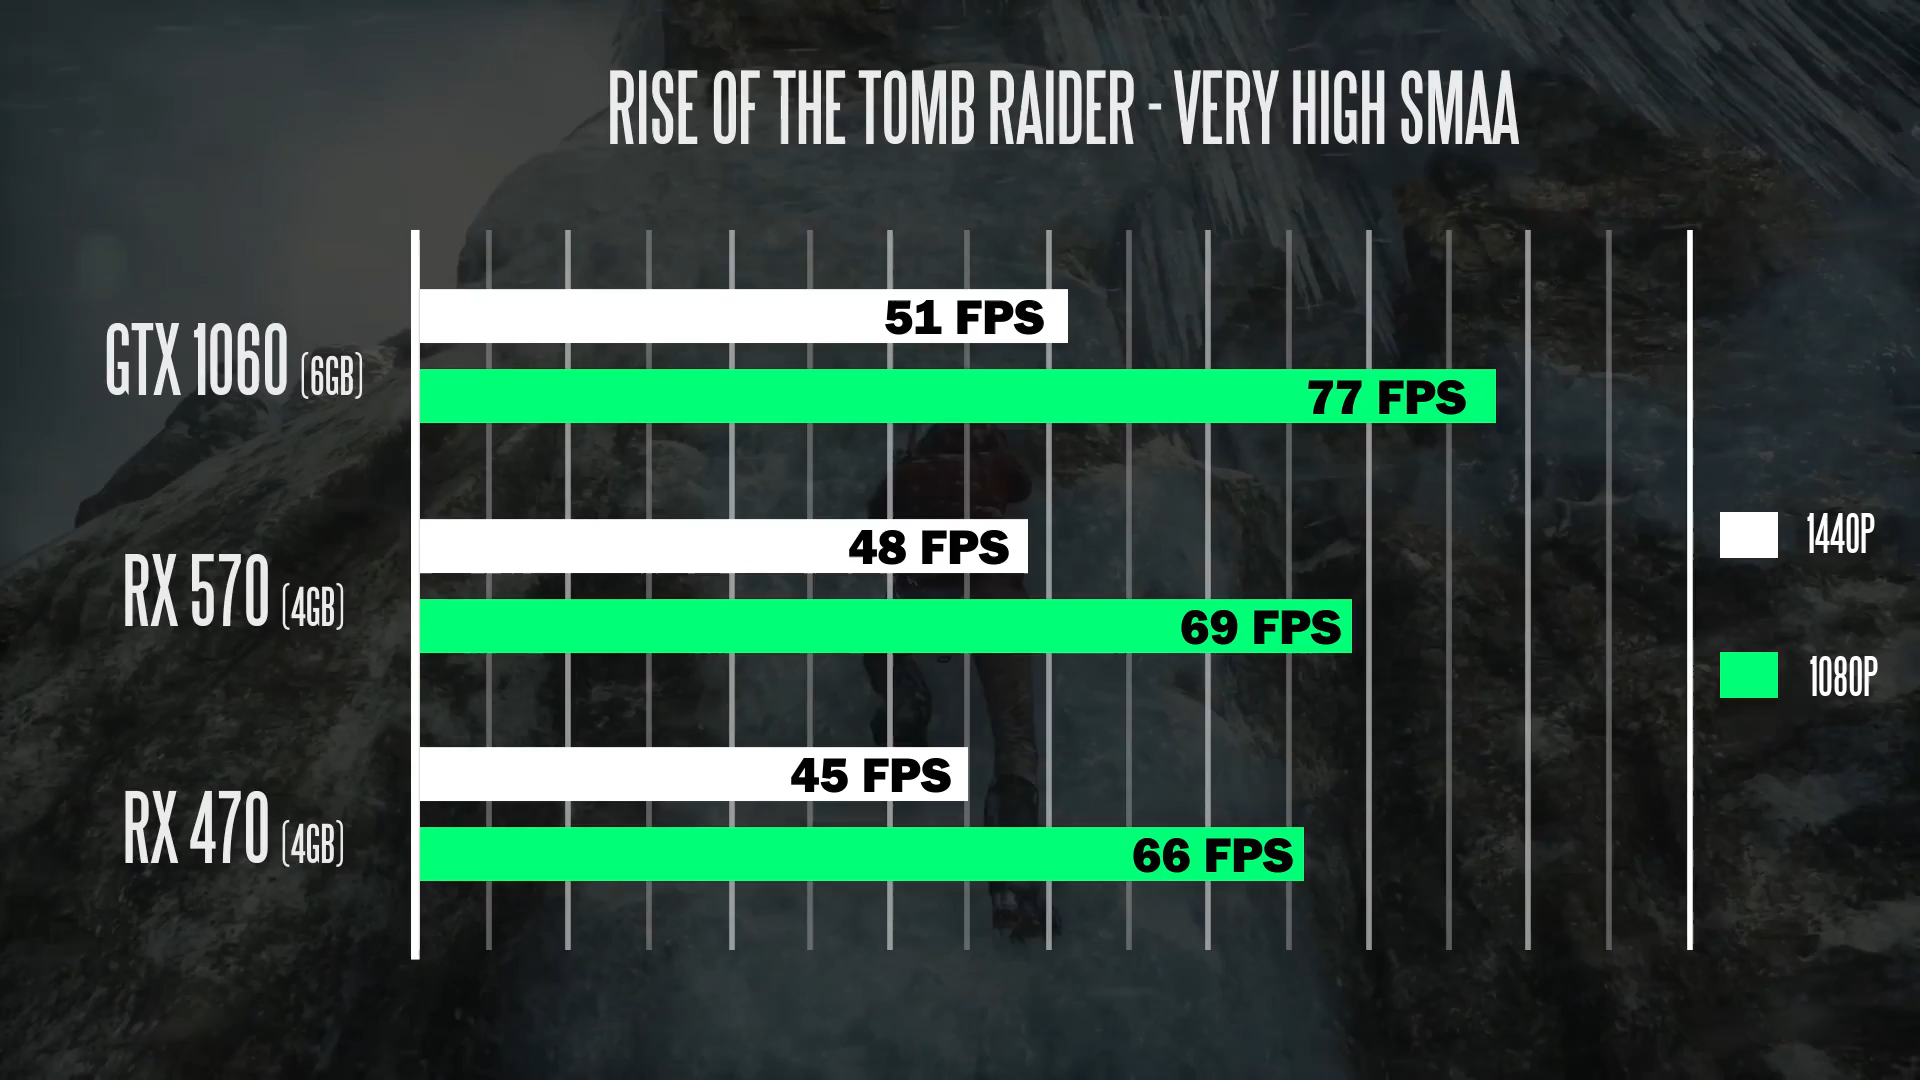 RISE OF THE TOMB RAIDER - VERY HIGH SMAA
GTX 1060 (6GB)
51 FPS
77 FPS
RX 570 (4GB)
48 FPS
69 FPS
RX 470 (4GB)
45 FPS
66 FPS
1440P
1080P